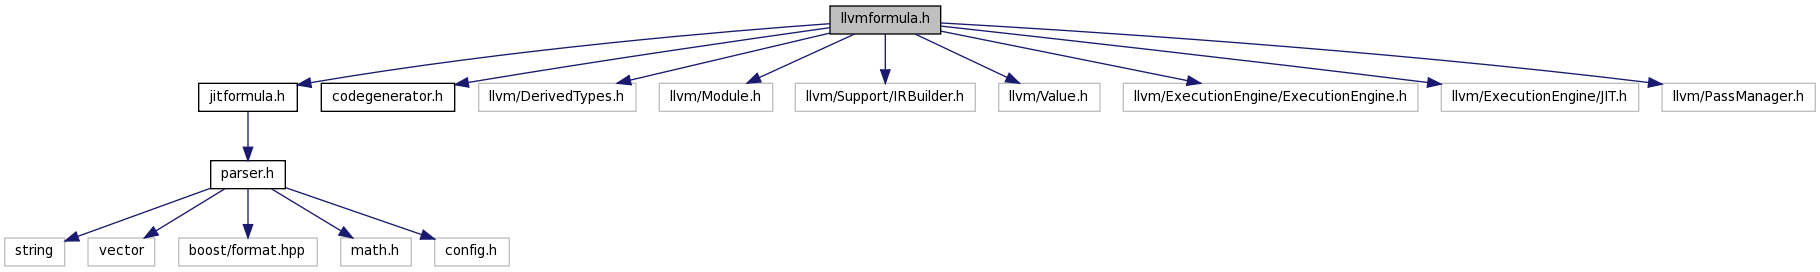 llvmformula.h
jitformula.h
codegenerator.h
llvm/DerivedTypes.h
llvm/Module.h
llvm/Support/IRBuilder.h
llvm/Value.h
llvm/ExecutionEngine/ExecutionEngine.h
llvm/ExecutionEngine/JIT.h
llvm/PassManager.h
parser.h
string
vector
boost/format.hpp
math.h
config.h